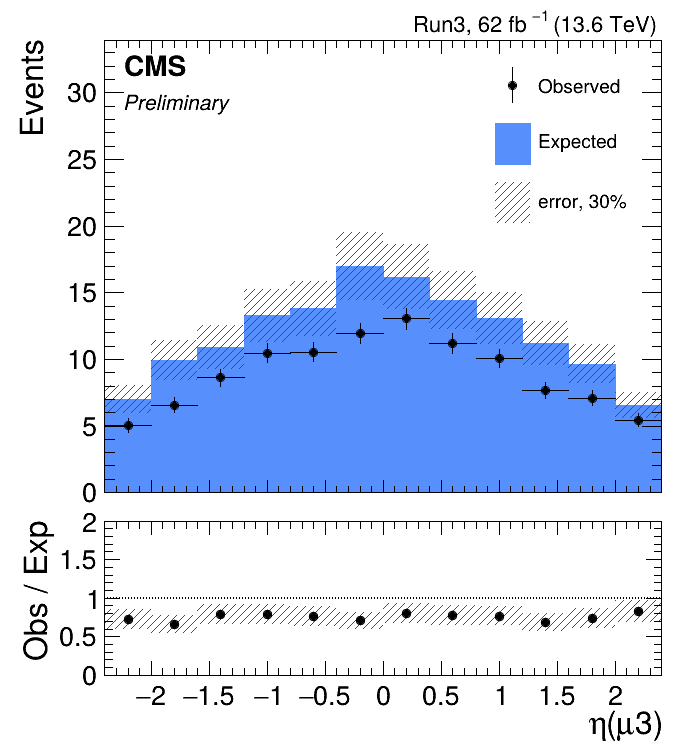 Run3, 62 fb⁻¹ (13.6 TeV)
CMS
Preliminary
Observed
Expected
error, 30%
Events
30
25
20
15
10
5
0
Obs / Exp
2
1.5
1
0.5
0
−2 −1.5 −1 −0.5 0 0.5 1 1.5 2
η(μ3)